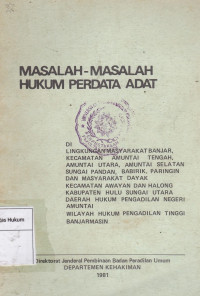 MASALAH-MASALAH
HUKUM PERDATA ADAT
DI
LINGKUNGAN MASYARAKAT BANJAR,
KECAMATAN AMUNTAI TENGAH,
AMUNTAI UTARA, AMUNTAI SELATAN
SUNGAI PANDAN, BABIRIK, PARINGIN
DAN MASYARAKAT DAYAK
KECAMATAN AWAYAN DAN HALONG
KABUPATEN HULU SUNGAI UTARA
DAERAH HUKUM PENGADILAN NEGERI
AMUNTAI
WILAYAH HUKUM PENGADILAN TINGGI
BANJARMASIN
as Hukum
Direktorat Jenderal Pembinaan Badan Peradilan Umum
DEPARTEMEN KEHAKIMAN
1981